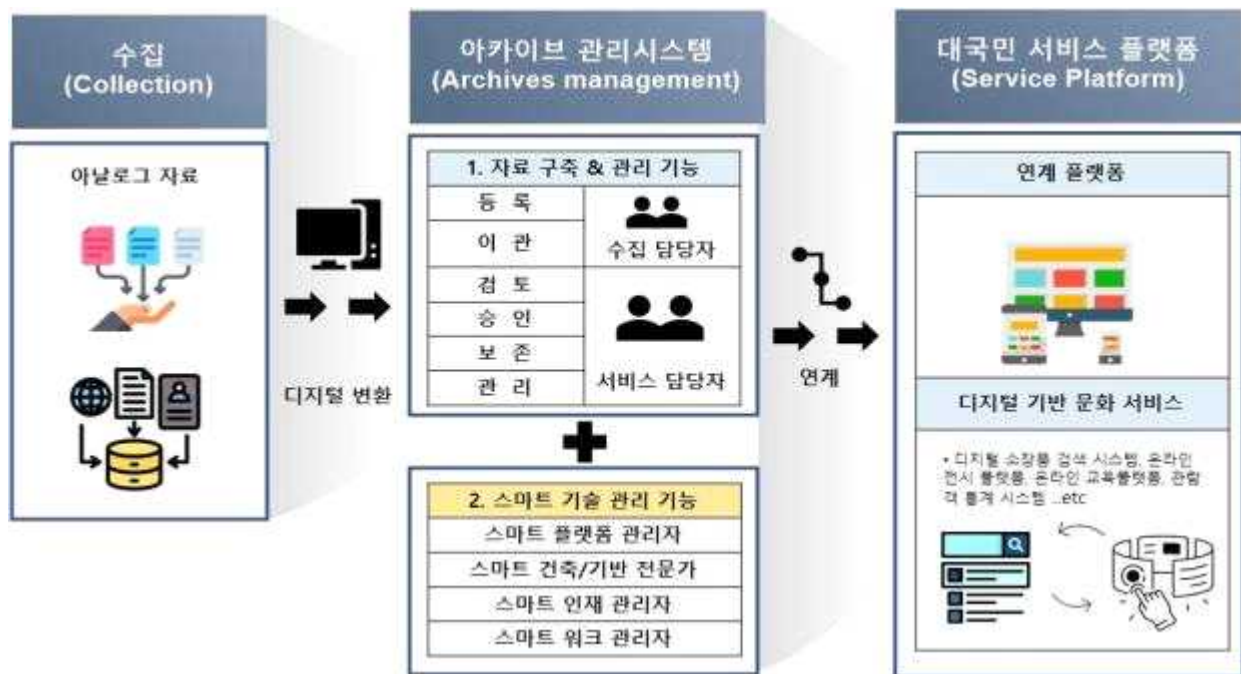 수집
(Collection)
아날로그 자료
디지털 변환
아카이브 관리시스템
(Archives management)
1. 자료 구축 & 관리 기능
등 록
이 관
수집 담당자
검 토
승 인
보 존
관 리
서비스 담당자
2. 스마트 기술 관리 기능
스마트 플랫폼 관리자
스마트 건축/기반 전문가
스마트 인재 관리자
스마트 워크 관리자
연계
대국민 서비스 플랫폼
(Service Platform)
연계 플랫폼
디지털 기반 문화 서비스
• 디지털 소장품 검색 시스템, 온라인
전시 플랫폼, 온라인 교육플랫폼, 관람
객 통계 시스템 ...etc